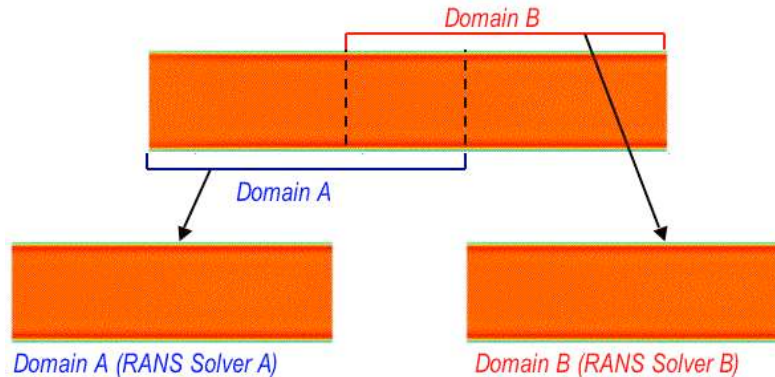 Domain B
Domain A
Domain A (RANS Solver A)
Domain B (RANS Solver B)